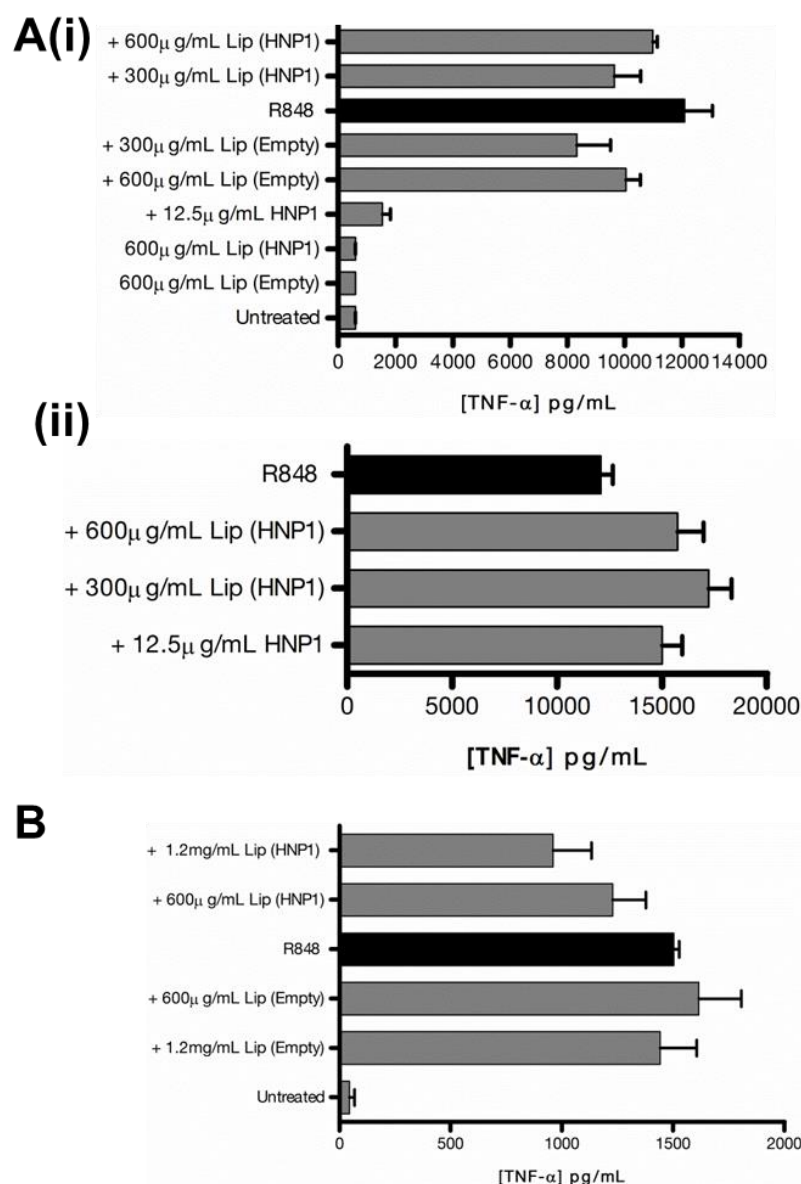 A(i)
+ 600μ g/mL Lip (HNP1)
+ 300μ g/mL Lip (HNP1)
R848
+ 300μ g/mL Lip (Empty)
+ 600μ g/mL Lip (Empty)
+ 12.5μ g/mL HNP1
600μ g/mL Lip (HNP1)
600μ g/mL Lip (Empty)
Untreated
0 2000 4000 6000 8000 10000 12000 14000
[TNF-α] pg/mL
(ii)
R848
+ 600μ g/mL Lip (HNP1)
+ 300μ g/mL Lip (HNP1)
+ 12.5μ g/mL HNP1
0 5000 10000 15000 20000
[TNF-α] pg/mL
B
+ 1.2mg/mL Lip (HNP1)
+ 600μ g/mL Lip (HNP1)
R848
+ 600μ g/mL Lip (Empty)
+ 1.2mg/mL Lip (Empty)
Untreated
0 500 1000 1500 2000
[TNF-α] pg/mL